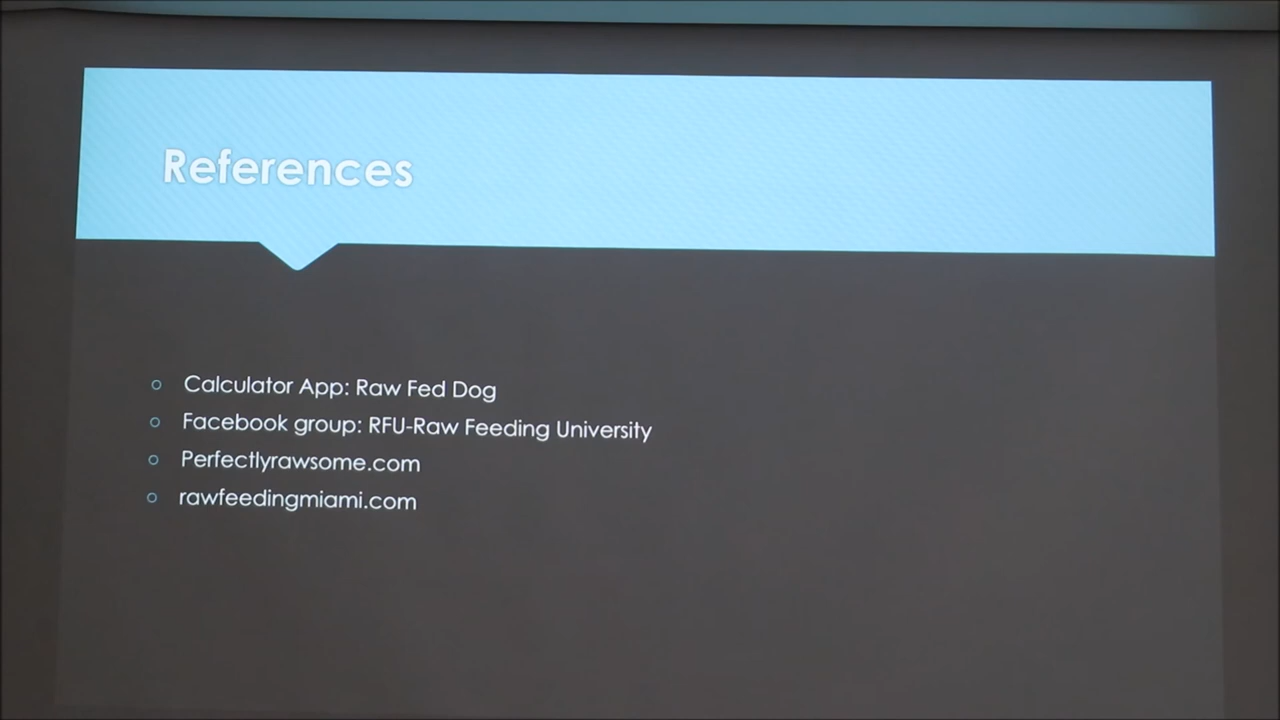 References
Calculator App: Raw Fed Dog
Facebook group: RFU-Raw Feeding University
Perfectlyrawsome.com
rawfeedingmiami.com